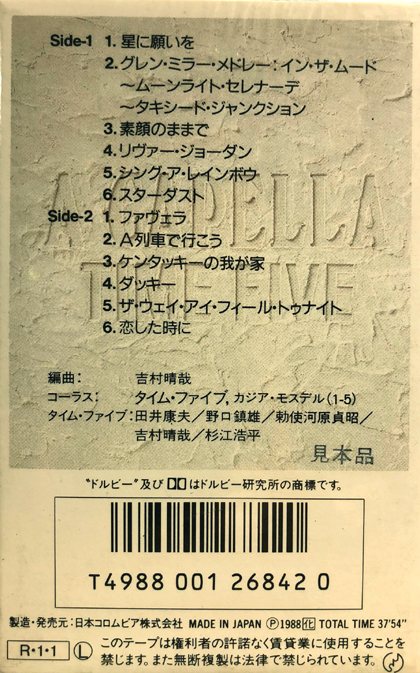 Side-1 1. 星に願いを
2. グレン・ミラー・メドレー：イン・ザ・ムード
〜ムーンライト・セレナーデ
〜タキシード・ジャンクション
3. 素顔のままで
4. リヴァー・ジョーダン
5. シング・ア・レインボウ
6. スターダスト
Side-2 1. ファヴェラ
2. A列車で行こう
3. ケンタッキーの我が家
4. ダッキー
5. ザ・ウェイ・アイ・フィール・トゥナイト
6. 恋した時に
A CAPELLA
TIME FIVE
編曲： 吉村晴哉
コーラス： タイム・ファイブ, カジア・モスデル(1-5)
タイム・ファイブ：田井康夫／野口鎮雄／勅使河原貞昭／
吉村晴哉／杉江浩平
見本品
"ドルビー"及びDDはドルビー研究所の商標です。
T4988 001 26842 0
製造・発売元：日本コロムビア株式会社 MADE IN JAPAN Ⓟ1988 化 TOTAL TIME 37'54"
R・1・1 Ⓛ このテープは権利者の許諾なく賃貸業に使用することを
禁じます。また無断複製は法律で禁じられています。